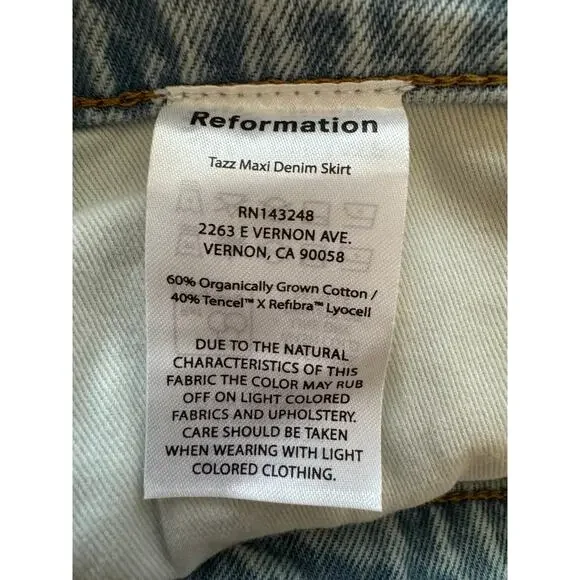 Reformation
Tazz Maxi Denim Skirt
RN143248
2263 E VERNON AVE.
VERNON, CA 90058
60% Organically Grown Cotton /
40% Tencel™ X Refibra™ Lyocell
DUE TO THE NATURAL
CHARACTERISTICS OF THIS
FABRIC THE COLOR MAY RUB
OFF ON LIGHT COLORED
FABRICS AND UPHOLSTERY.
CARE SHOULD BE TAKEN
WHEN WEARING WITH LIGHT
COLORED CLOTHING.